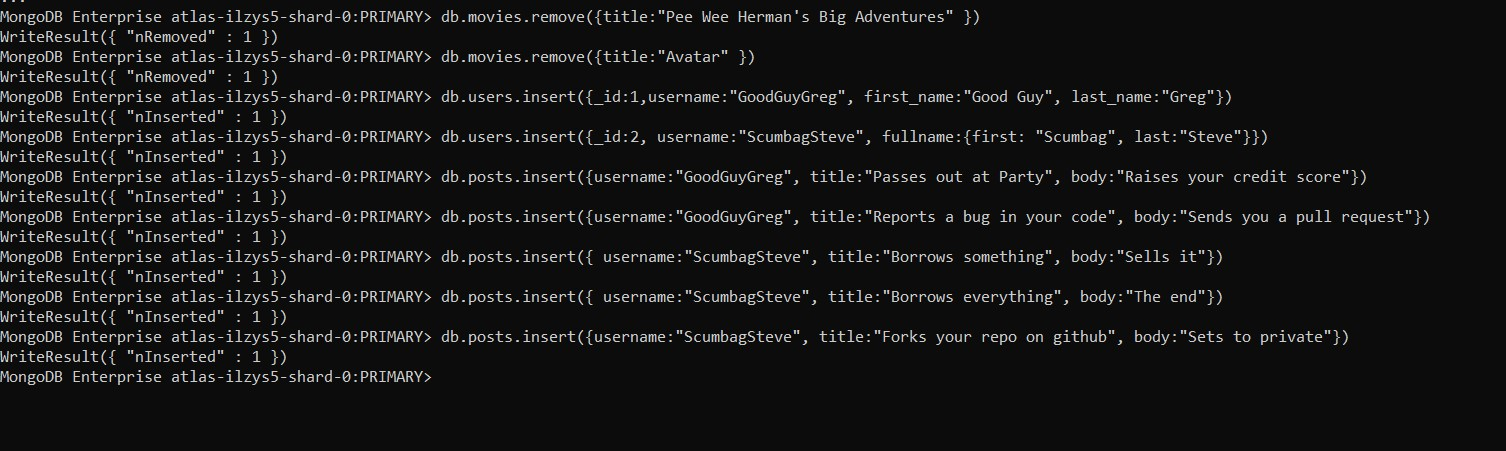 ...
MongoDB Enterprise atlas-ilzys5-shard-0:PRIMARY> db.movies.remove({title:"Pee Wee Herman's Big Adventures" })
WriteResult({ "nRemoved" : 1 })
MongoDB Enterprise atlas-ilzys5-shard-0:PRIMARY> db.movies.remove({title:"Avatar" })
WriteResult({ "nRemoved" : 1 })
MongoDB Enterprise atlas-ilzys5-shard-0:PRIMARY> db.users.insert({_id:1,username:"GoodGuyGreg", first_name:"Good Guy", last_name:"Greg"})
WriteResult({ "nInserted" : 1 })
MongoDB Enterprise atlas-ilzys5-shard-0:PRIMARY> db.users.insert({_id:2, username:"ScumbagSteve", fullname:{first: "Scumbag", last:"Steve"}})
WriteResult({ "nInserted" : 1 })
MongoDB Enterprise atlas-ilzys5-shard-0:PRIMARY> db.posts.insert({username:"GoodGuyGreg", title:"Passes out at Party", body:"Raises your credit score"})
WriteResult({ "nInserted" : 1 })
MongoDB Enterprise atlas-ilzys5-shard-0:PRIMARY> db.posts.insert({username:"GoodGuyGreg", title:"Reports a bug in your code", body:"Sends you a pull request"})
WriteResult({ "nInserted" : 1 })
MongoDB Enterprise atlas-ilzys5-shard-0:PRIMARY> db.posts.insert({ username:"ScumbagSteve", title:"Borrows something", body:"Sells it"})
WriteResult({ "nInserted" : 1 })
MongoDB Enterprise atlas-ilzys5-shard-0:PRIMARY> db.posts.insert({ username:"ScumbagSteve", title:"Borrows everything", body:"The end"})
WriteResult({ "nInserted" : 1 })
MongoDB Enterprise atlas-ilzys5-shard-0:PRIMARY> db.posts.insert({username:"ScumbagSteve", title:"Forks your repo on github", body:"Sets to private"})
WriteResult({ "nInserted" : 1 })
MongoDB Enterprise atlas-ilzys5-shard-0:PRIMARY>